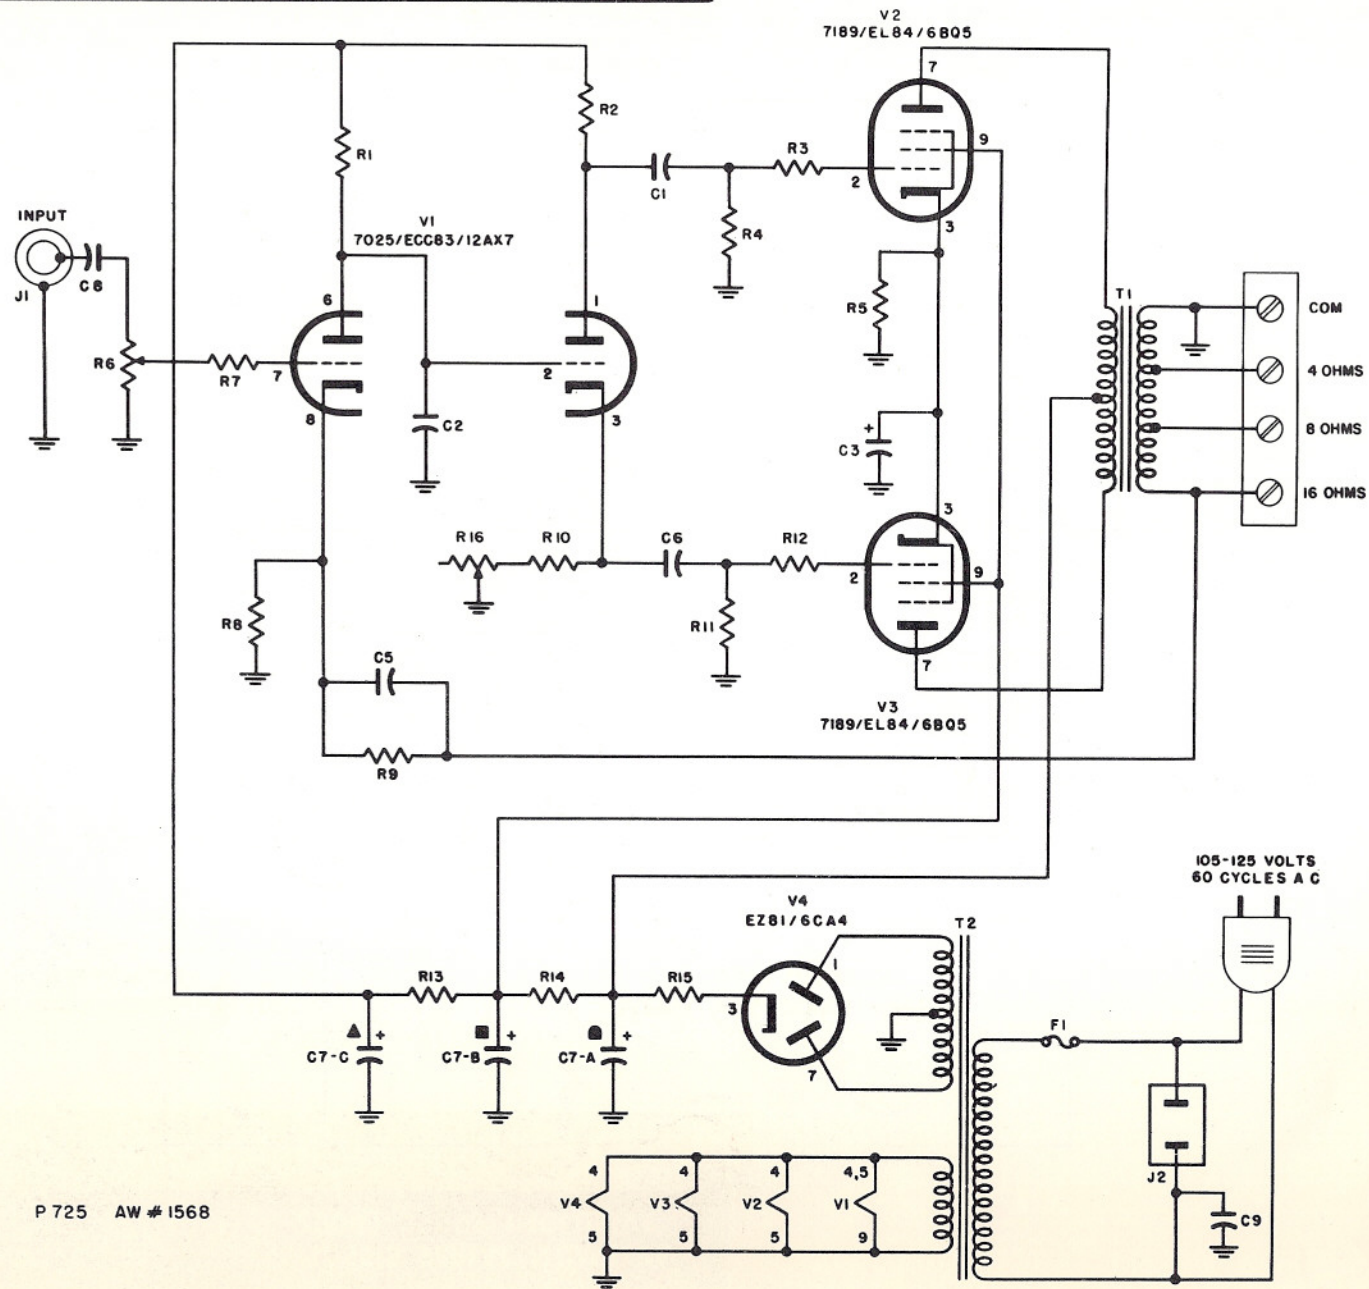 V2
7189/EL84/6BQ5
7
R2
R1
R3
9
2
C1
INPUT
V1
7025/ECC83/12AX7
R4
3
C8
J1
6
1
R5
T1
COM
R6
R7
7
2
4 OHMS
8
3
C2
+
C3
8 OHMS
16 OHMS
3
R16
R10
C6
R12
2
9
R8
R11
C5
7
V3
7189/EL84/6BQ5
R9
105-125 VOLTS
60 CYCLES A C
V4
EZ81/6CA4
T2
1
R13
R14
R15
3
+
+
+
F1
C7-C
C7-B
C7-A
7
4
4
4
4,5
J2
V4
V3
V2
V1
P 725 AW # 1568
C9
5
5
5
9